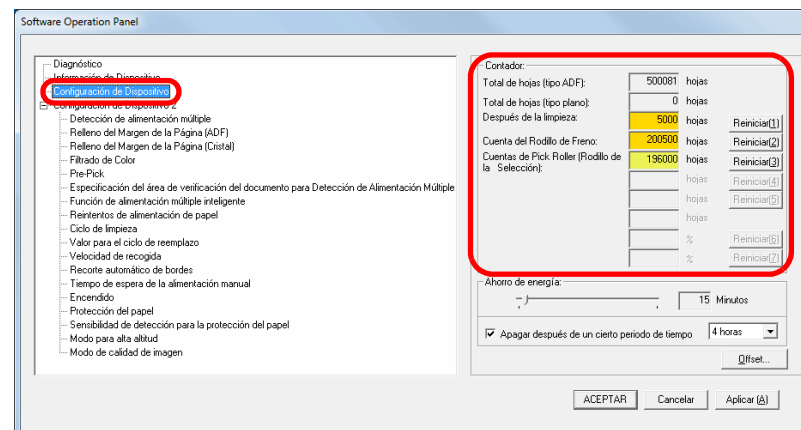 Software Operation Panel
Diagnóstico
Información de Dispositivo
Configuración de Dispositivo
Configuración de Dispositivo 2
Detección de alimentación múltiple
Relleno del Margen de la Página (ADF)
Relleno del Margen de la Página (Cristal)
Filtrado de Color
Pre-Pick
Especificación del área de verificación del documento para Detección de Alimentación Múltiple
Función de alimentación múltiple inteligente
Reintentos de alimentación de papel
Ciclo de limpieza
Valor para el ciclo de reemplazo
Velocidad de recogida
Recorte automático de bordes
Tiempo de espera de la alimentación manual
Encendido
Protección del papel
Sensibilidad de detección para la protección del papel
Modo para alta altitud
Modo de calidad de imagen
Contador:
Total de hojas (tipo ADF): 500081 hojas
Total de hojas (tipo plano): 0 hojas
Después de la limpieza: 5000 hojas Reiniciar(1)
Cuenta del Rodillo de Freno: 200500 hojas Reiniciar(2)
Cuentas de Pick Roller (Rodillo de la Selección): 196000 hojas Reiniciar(3)
hojas Reiniciar(4)
hojas Reiniciar(5)
hojas
% Reiniciar(6)
% Reiniciar(7)
Ahorro de energía:
15 Minutos
Apagar después de un cierto periodo de tiempo 4 horas
Offset...
ACEPTAR Cancelar Aplicar (A)